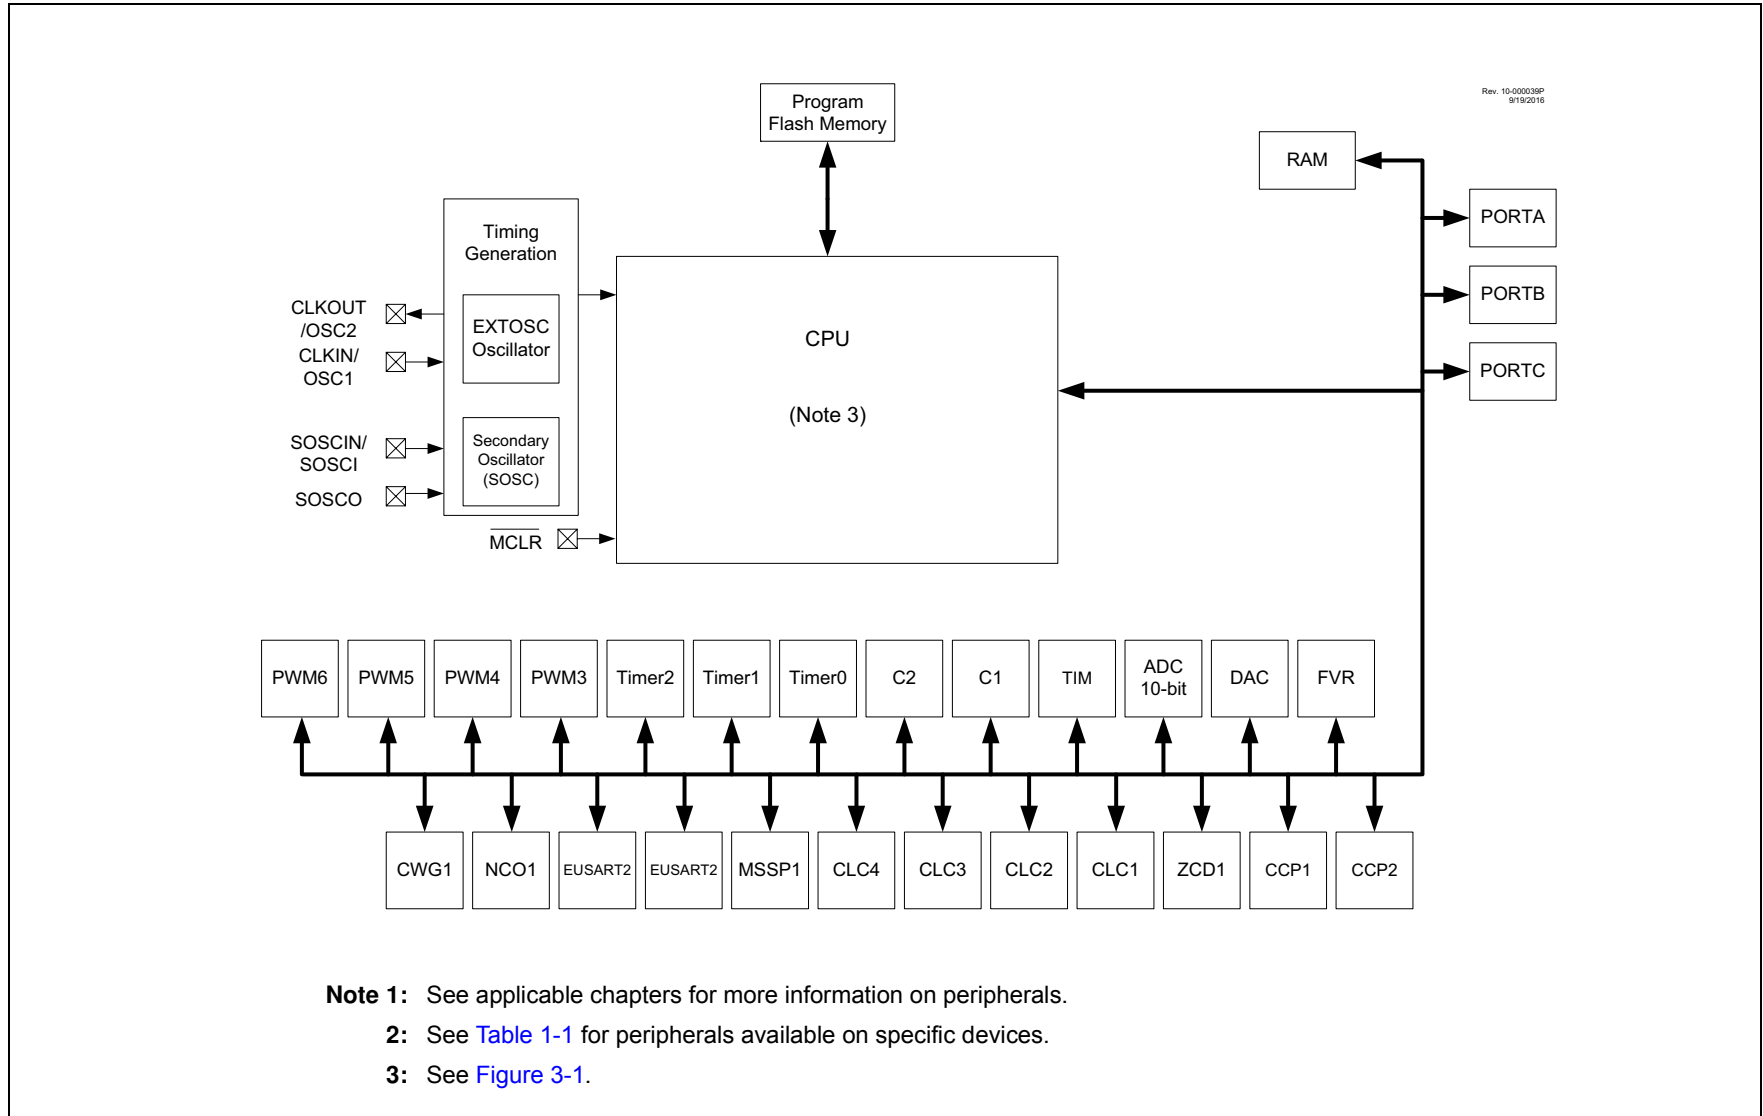 Rev. 10-000039P
9/19/2016
Program
Flash Memory
RAM
PORTA
PORTB
PORTC
Timing
Generation
CLKOUT
/OSC2
CLKIN/
OSC1
EXTOSC
Oscillator
SOSCIN/
SOSCI
SOSCO
Secondary
Oscillator
(SOSC)
MCLR
CPU
(Note 3)
PWM6
PWM5
PWM4
PWM3
Timer2
Timer1
Timer0
C2
C1
TIM
ADC
10-bit
DAC
FVR
CWG1
NCO1
EUSART2
EUSART2
MSSP1
CLC4
CLC3
CLC2
CLC1
ZCD1
CCP1
CCP2
Note 1: See applicable chapters for more information on peripherals.
2: See Table 1-1 for peripherals available on specific devices.
3: See Figure 3-1.